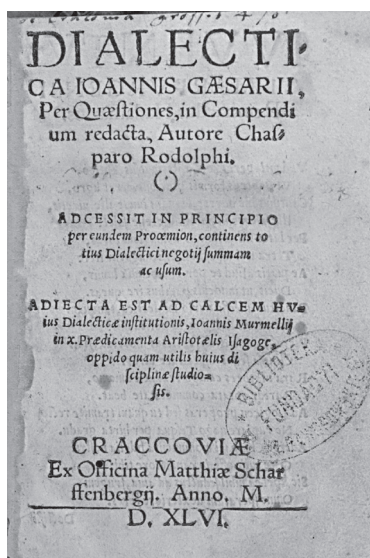 DIALECTI-
CA IOANNIS CÆSARII,
Per Quæstiones, in Compendi
um redacta, Autore Chas-
paro Rodolphi.
(·)
ADCESSIT IN PRINCIPIO
per eundem Prooemion, continens to
tius Dialectici negotij summam
ac usum.
ADIECTA EST AD CALCEM HV-
ius Dialecticæ institutionis, Ioannis Murmellij
in x. Prædicamenta Aristotelis Isagoge,
oppido quam utilis huius di
sciplinæ studio-
sis.
BIBLIOTEK
FUNDACYI
CRACCOVIÆ
Ex Officina Matthiæ Schar
ffenbergij. Anno. M.
D. XLVI.